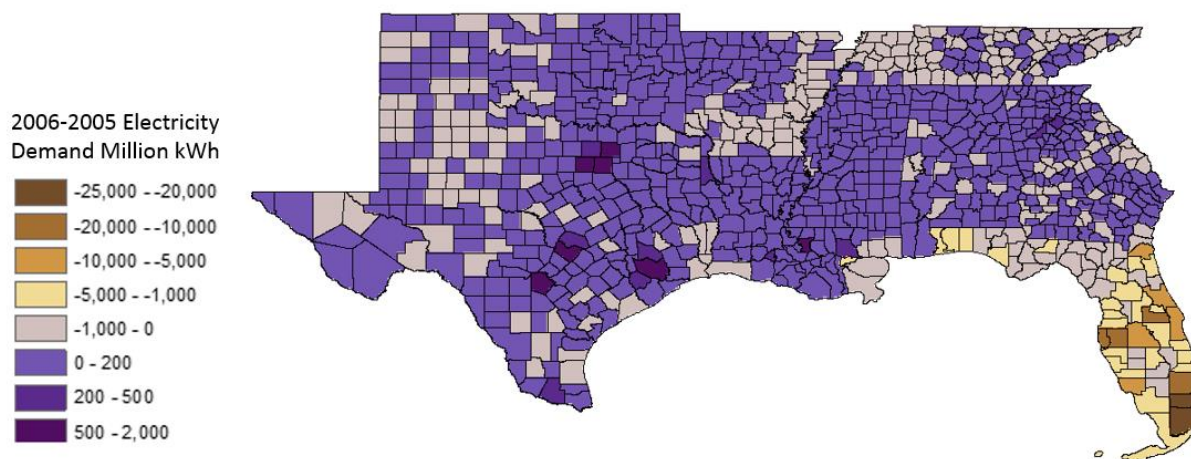 2006-2005 Electricity
Demand Million kWh
-25,000 - -20,000
-20,000 - -10,000
-10,000 - -5,000
-5,000 - -1,000
-1,000 - 0
0 - 200
200 - 500
500 - 2,000